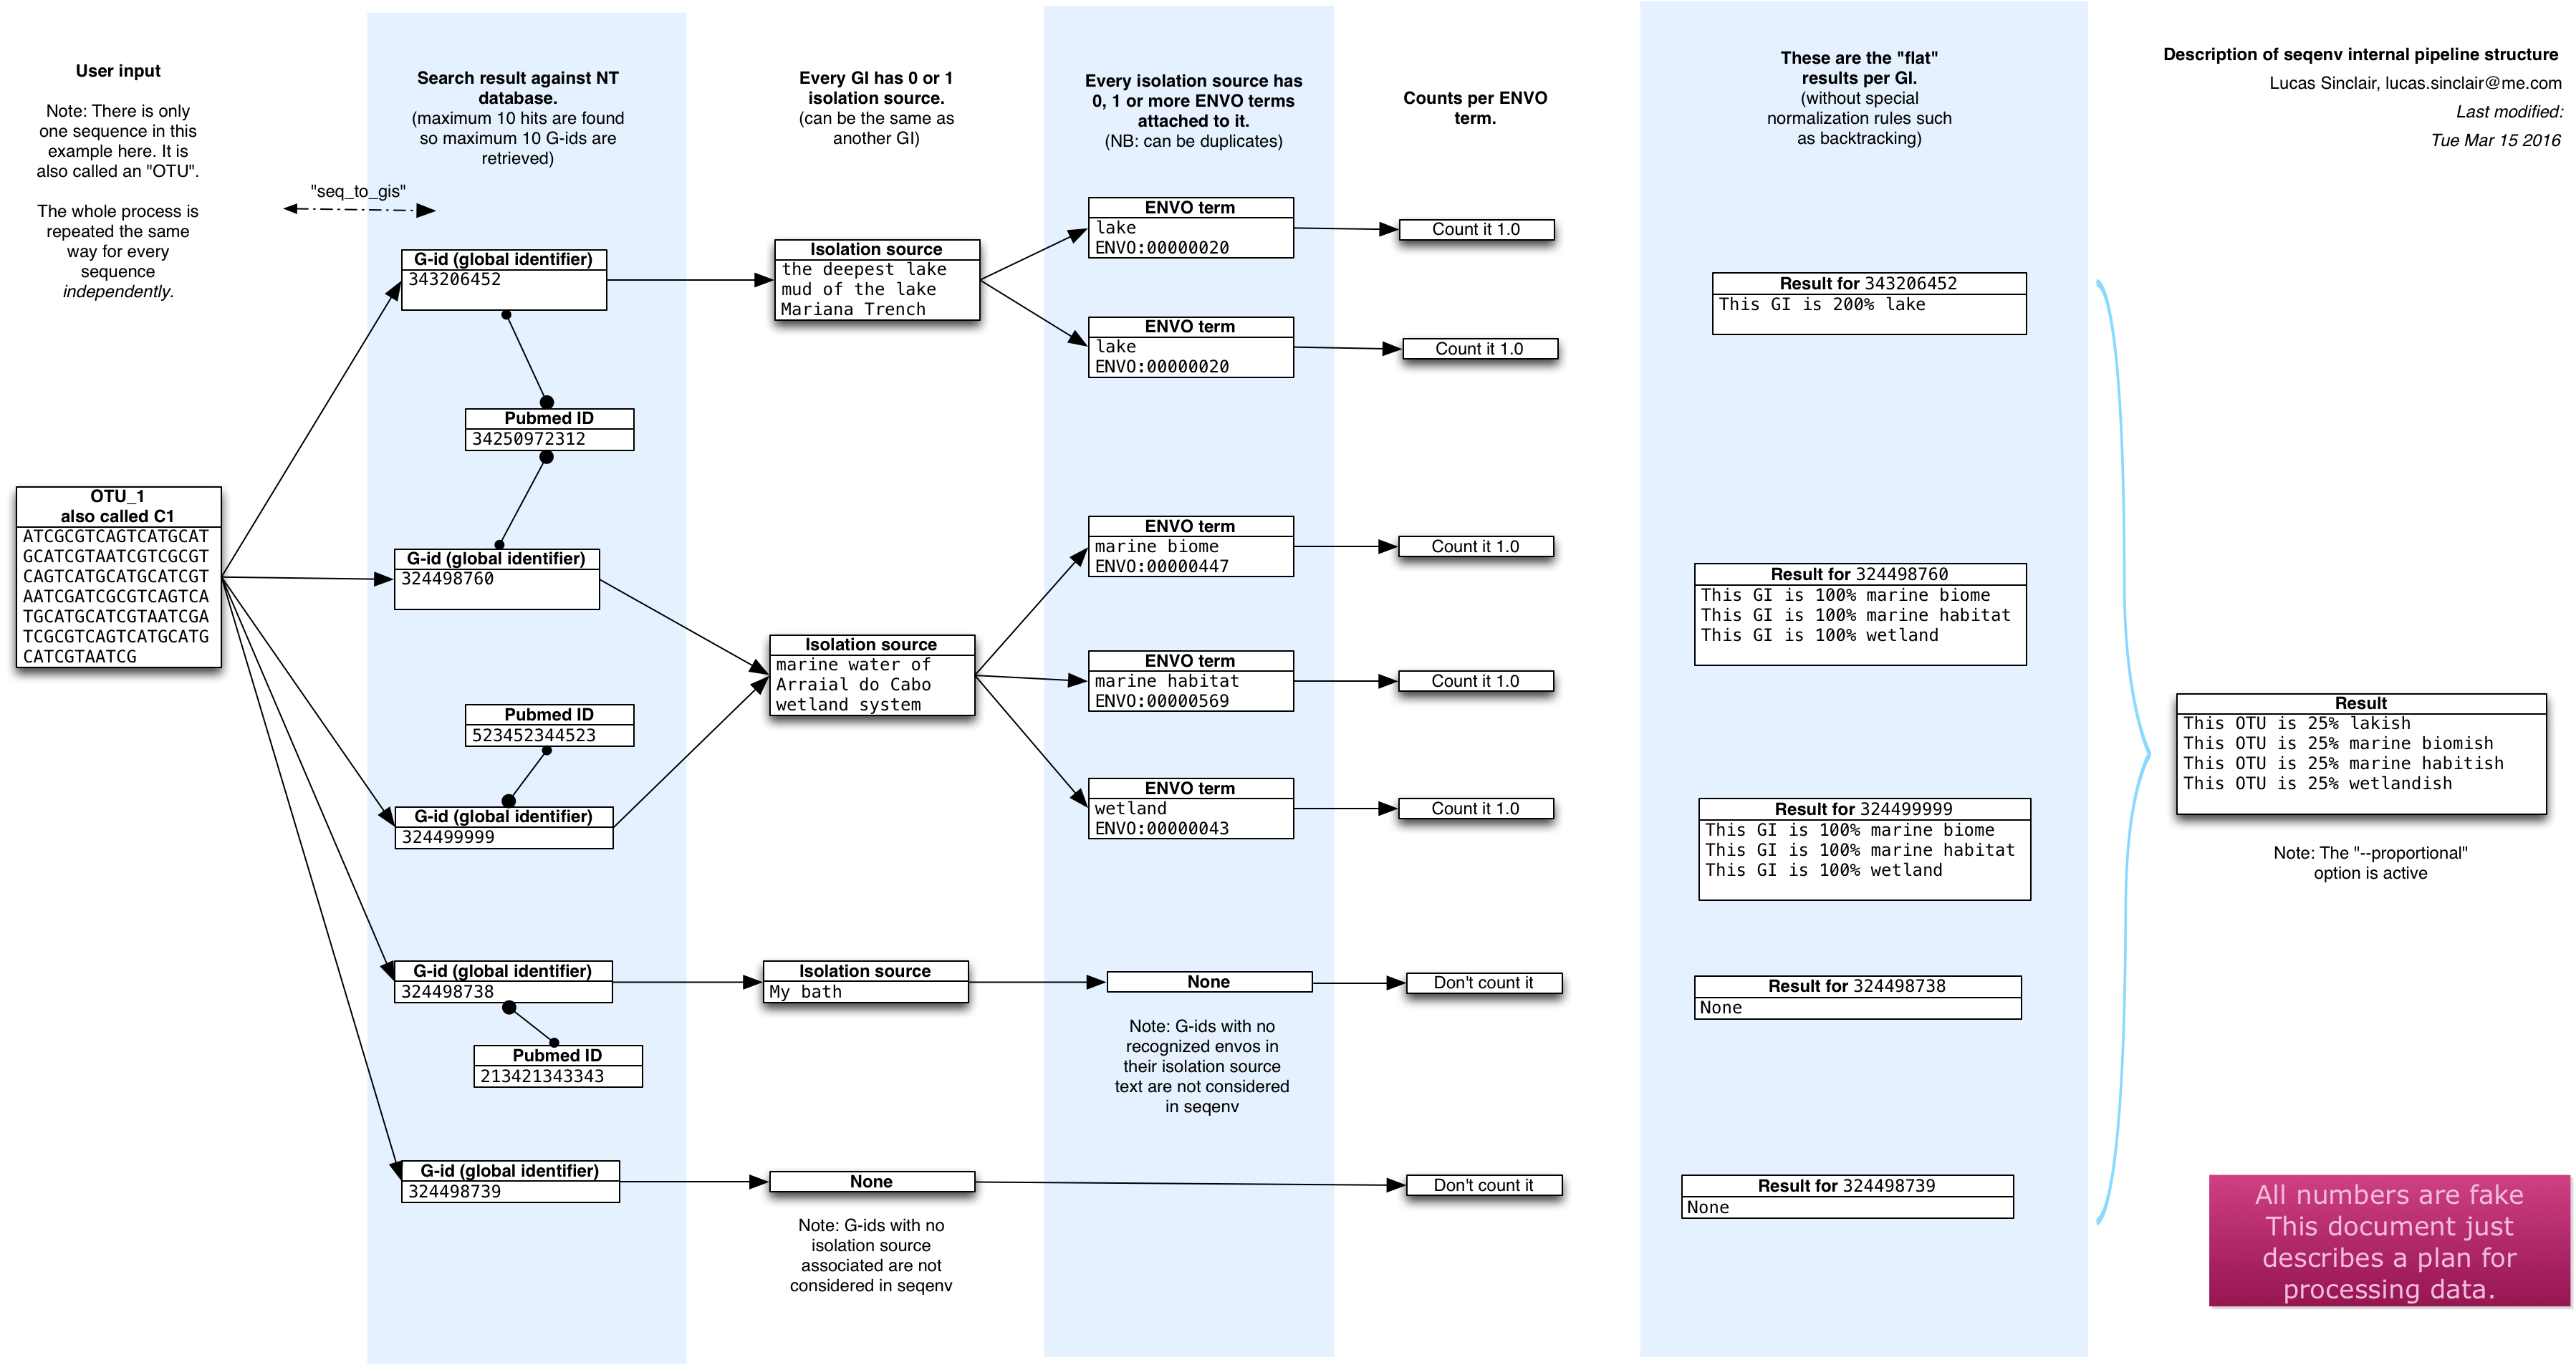 User input
Note: There is only
one sequence in this
example here. It is
also called an "OTU".
The whole process is
repeated the same
way for every
sequence
independently.
Search result against NT
database.
(maximum 10 hits are found
so maximum 10 G-ids are
retrieved)
Every GI has 0 or 1
isolation source.
(can be the same as
another GI)
Every isolation source has
0, 1 or more ENVO terms
attached to it.
(NB: can be duplicates)
Counts per ENVO
term.
These are the "flat"
results per GI.
(without special
normalization rules such
as backtracking)
Description of seqenv internal pipeline structure
Lucas Sinclair, lucas.sinclair@me.com
Last modified:
Tue Mar 15 2016
"seq_to_gis"
OTU_1
also called C1
ATCGCGTCAGTCATGCAT
GCATCGTAATCGTCGCGT
CAGTCATGCATGCATCGT
AATCGATCGCGTCAGTCA
TGCATGCATCGTAATCGA
TCGCGTCAGTCATGCATG
CATCGTAATCG
G-id (global identifier)
343206452
Pubmed ID
34250972312
G-id (global identifier)
324498760
Pubmed ID
523452344523
G-id (global identifier)
324499999
G-id (global identifier)
324498738
Pubmed ID
213421343343
G-id (global identifier)
324498739
Isolation source
the deepest lake
mud of the lake
Mariana Trench
Isolation source
marine water of
Arraial do Cabo
wetland system
Isolation source
My bath
None
Note: G-ids with no
isolation source
associated are not
considered in seqenv
ENVO term
lake
ENVO:00000020
ENVO term
lake
ENVO:00000020
ENVO term
marine biome
ENVO:00000447
ENVO term
marine habitat
ENVO:00000569
ENVO term
wetland
ENVO:00000043
None
Note: G-ids with no
recognized envos in
their isolation source
text are not considered
in seqenv
Count it 1.0
Count it 1.0
Count it 1.0
Count it 1.0
Count it 1.0
Don't count it
Don't count it
Result for 343206452
This GI is 200% lake
Result for 324498760
This GI is 100% marine biome
This GI is 100% marine habitat
This GI is 100% wetland
Result for 324499999
This GI is 100% marine biome
This GI is 100% marine habitat
This GI is 100% wetland
Result for 324498738
None
Result for 324498739
None
Result
This OTU is 25% lakish
This OTU is 25% marine biomish
This OTU is 25% marine habitish
This OTU is 25% wetlandish
Note: The "--proportional"
option is active
All numbers are fake
This document just
describes a plan for
processing data.